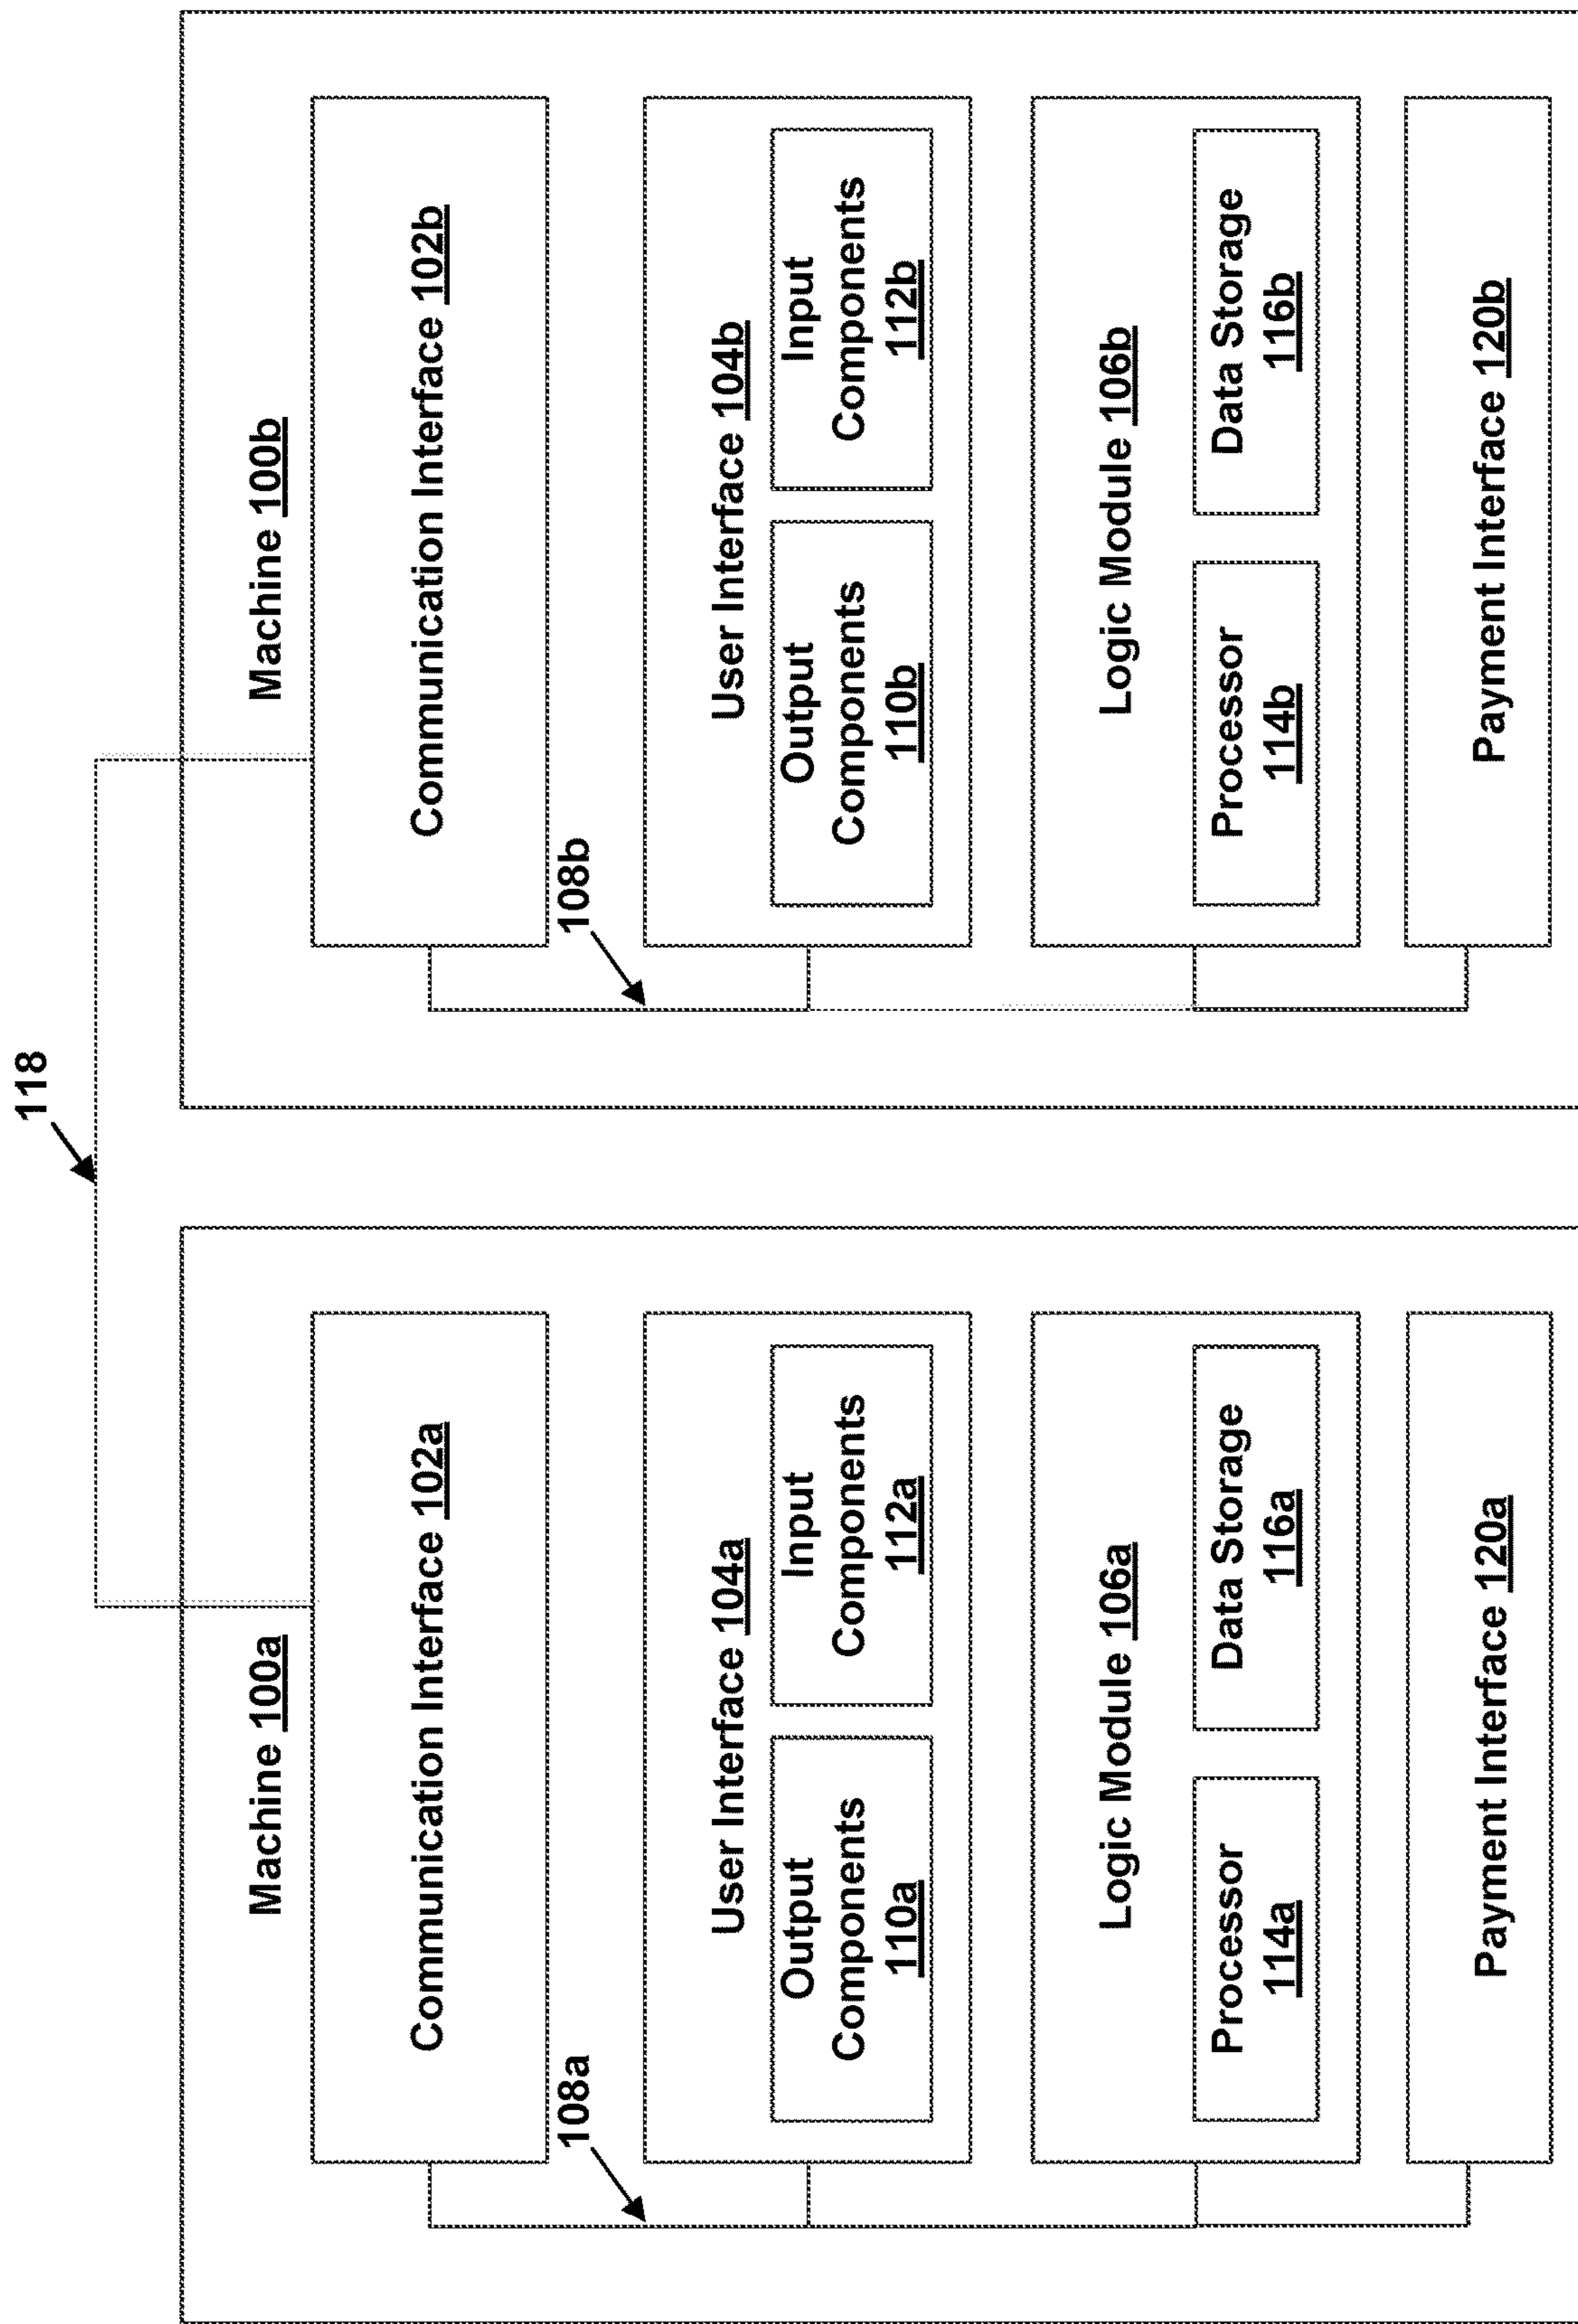 118
Machine 100a
Communication Interface 102a
108a
User Interface 104a
Output
Components
110a
Input
Components
112a
Logic Module 106a
Processor
114a
Data Storage
116a
Payment Interface 120a
Machine 100b
Communication Interface 102b
108b
User Interface 104b
Output
Components
110b
Input
Components
112b
Logic Module 106b
Processor
114b
Data Storage
116b
Payment Interface 120b